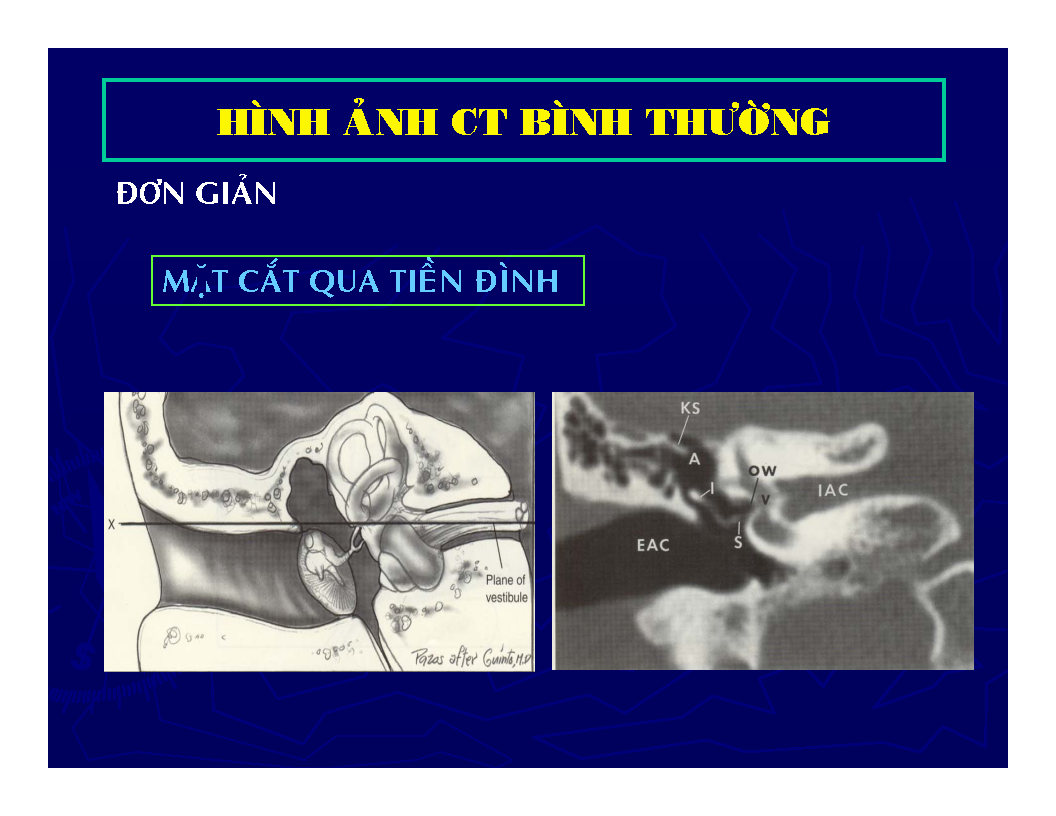 HÌNH ẢNH CT BÌNH THƯỜNG
ĐƠN GIẢN
MẶT CẮT QUA TIỀN ĐÌNH
X
Plane of
vestibule
Pazos after Guinto, M.D
KS
A
OW
I
V
IAC
EAC
S